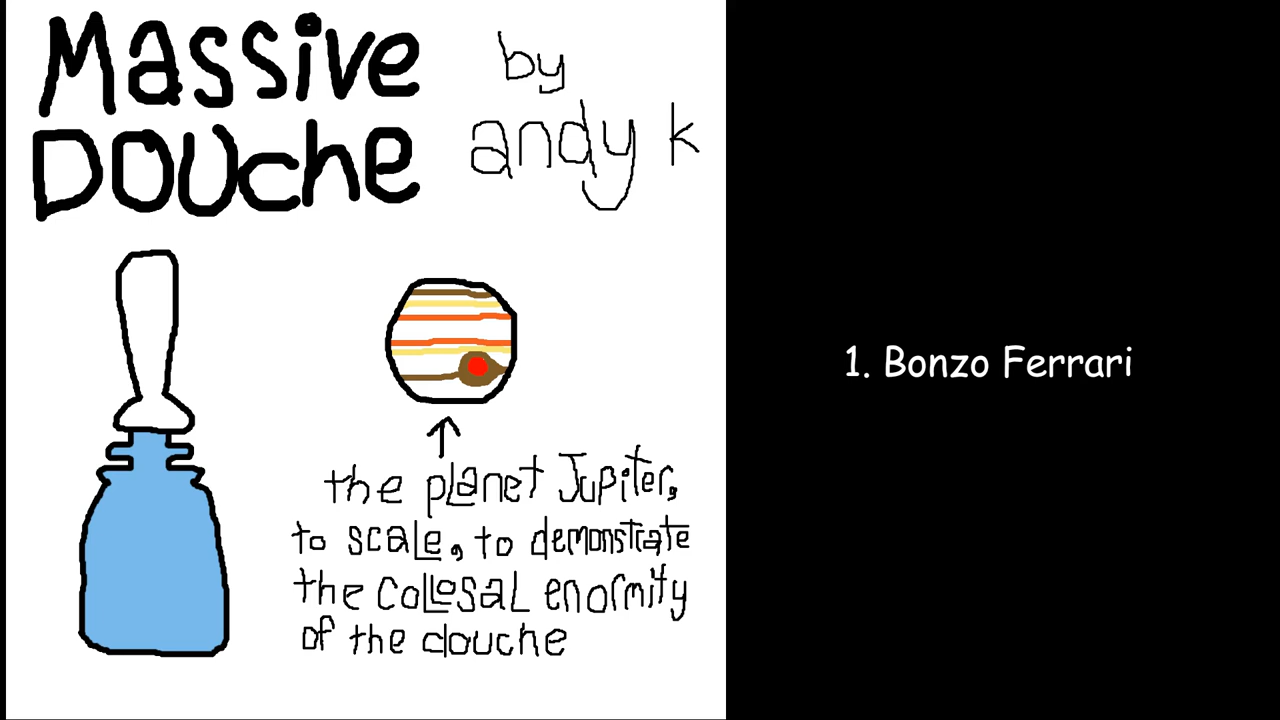 Massive
DOUche
by
andy k
the planet Jupiter,
to scale, to demonstrate
the collosal enormity
of the douche
1. Bonzo Ferrari